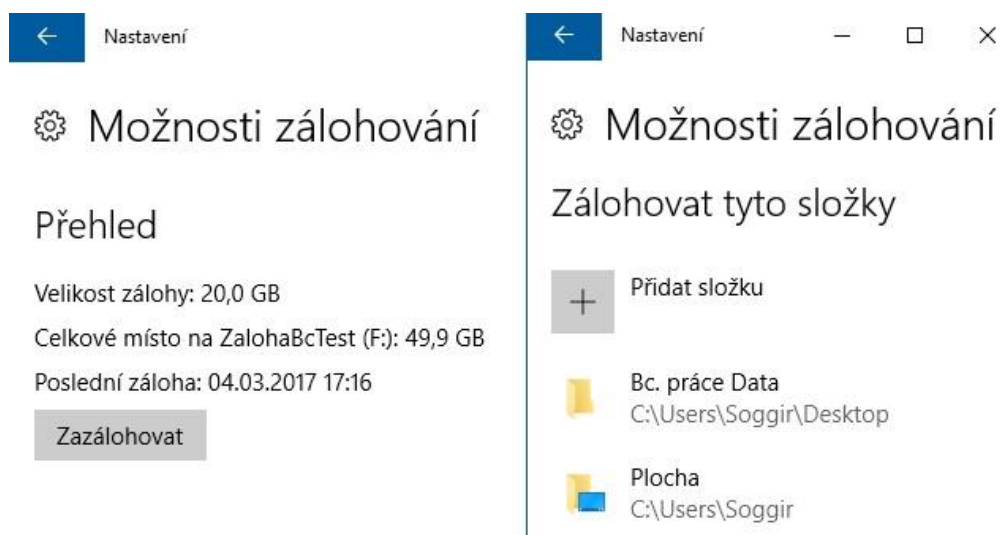 Nastavení
Možnosti zálohování
Přehled
Velikost zálohy: 20,0 GB
Celkové místo na ZalohaBcTest (F:): 49,9 GB
Poslední záloha: 04.03.2017 17:16
Zazálohovat
Nastavení
Možnosti zálohování
Zálohovat tyto složky
Přidat složku
Bc. práce Data
C:\Users\Soggir\Desktop
Plocha
C:\Users\Soggir